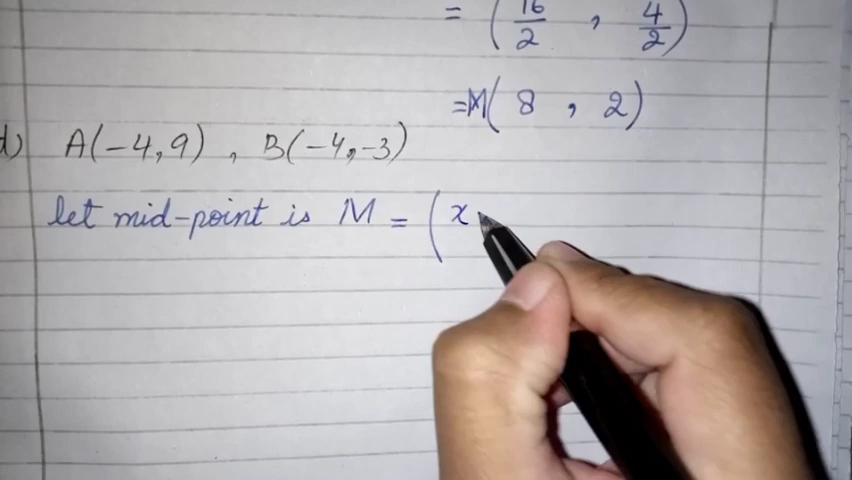 = ( 16/2 , 4/2 )
= M( 8 , 2 )
d) A(-4,9) , B(-4,-3)
let mid-point is M = ( x